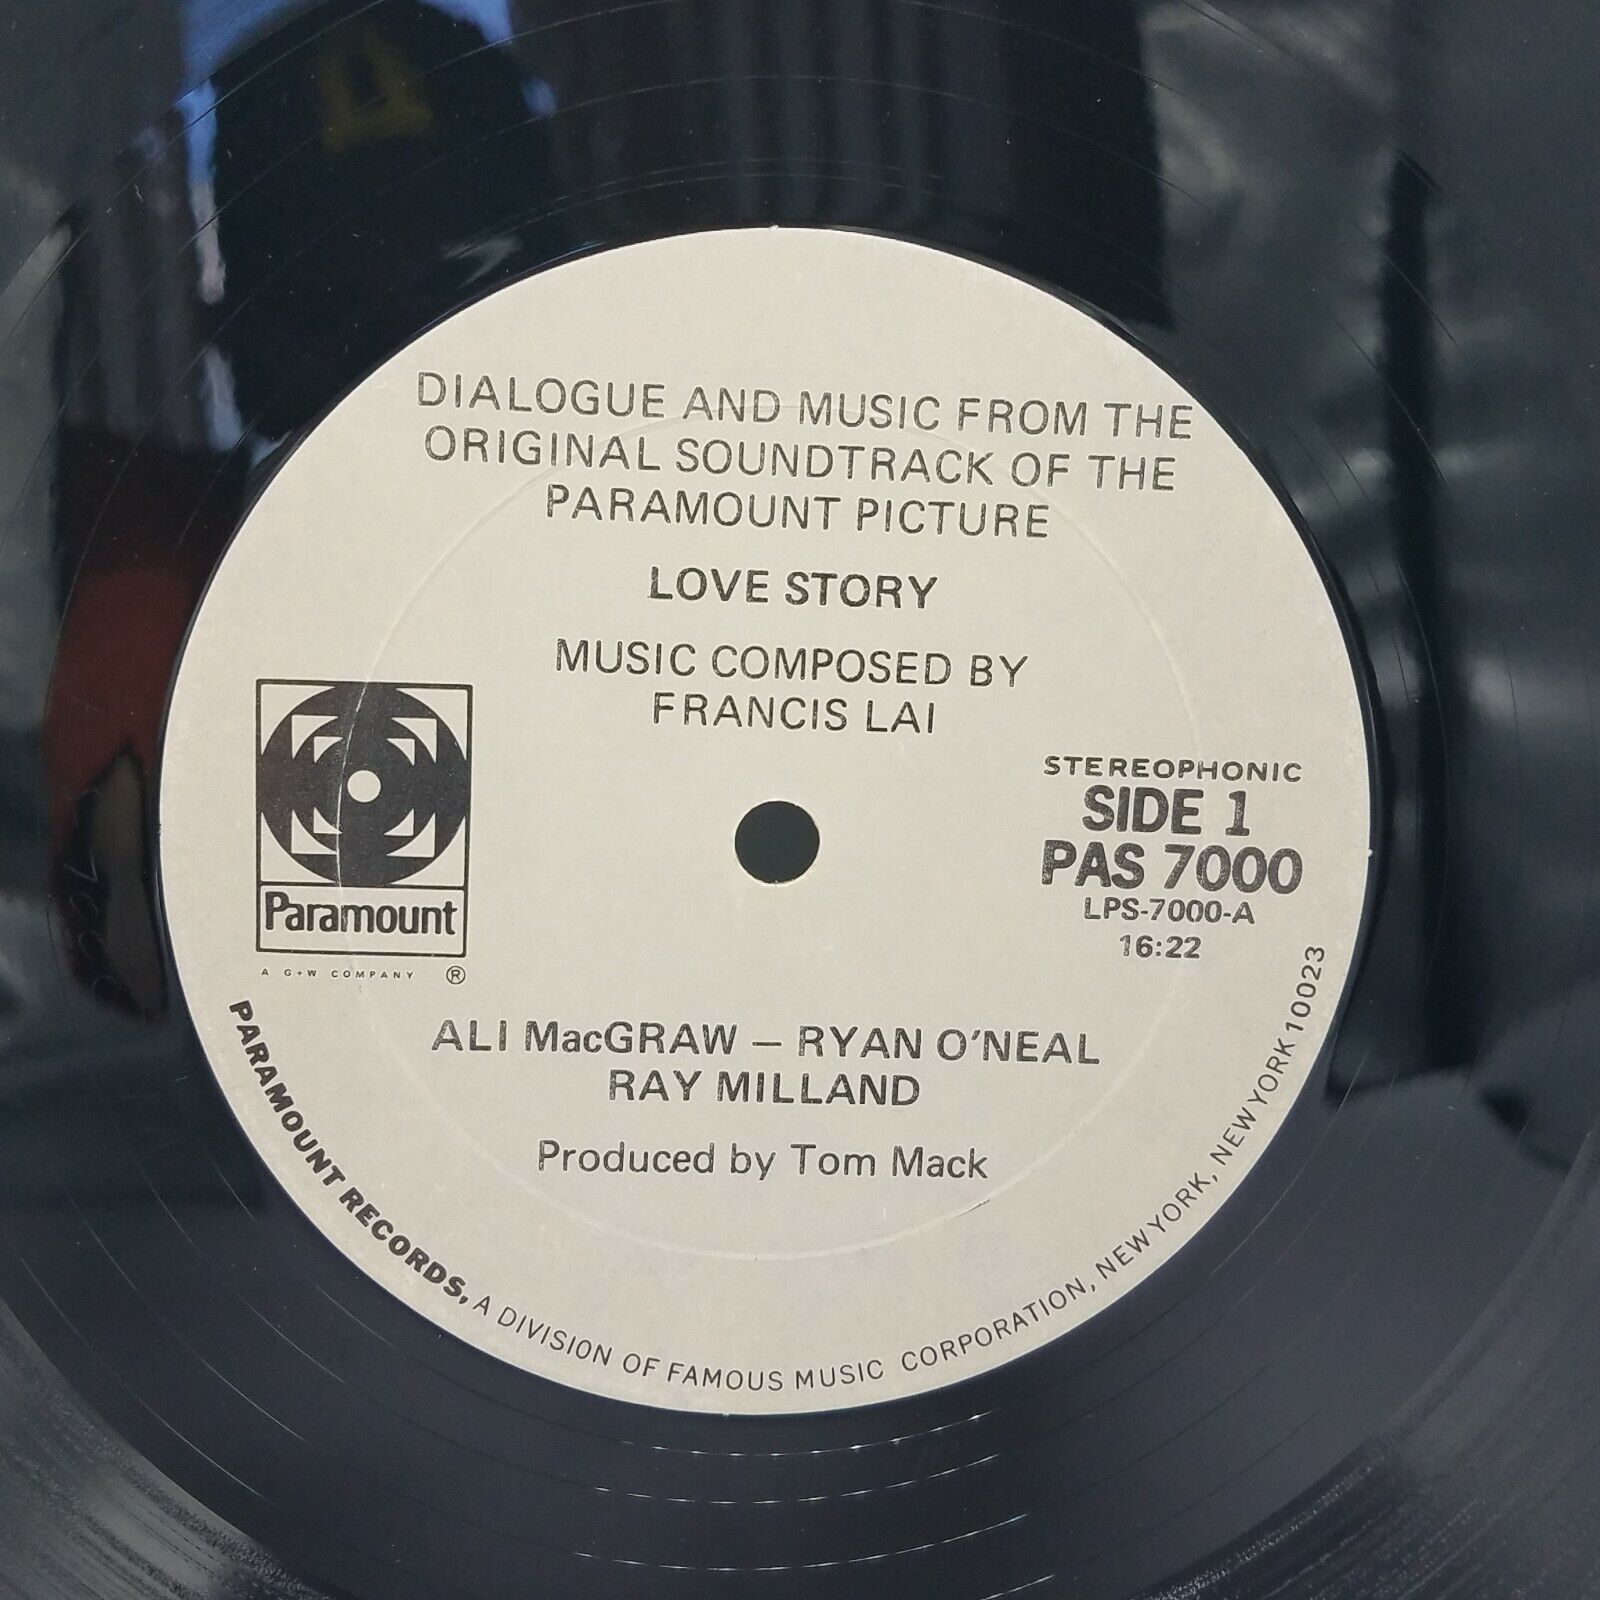 DIALOGUE AND MUSIC FROM THE
ORIGINAL SOUNDTRACK OF THE
PARAMOUNT PICTURE
LOVE STORY
MUSIC COMPOSED BY
FRANCIS LAI
Paramount
A G+W COMPANY ®
STEREOPHONIC
SIDE 1
PAS 7000
LPS-7000-A
16:22
ALI MacGRAW — RYAN O'NEAL
RAY MILLAND
Produced by Tom Mack
PARAMOUNT RECORDS, A DIVISION OF FAMOUS MUSIC CORPORATION, NEW YORK, NEW YORK 10023